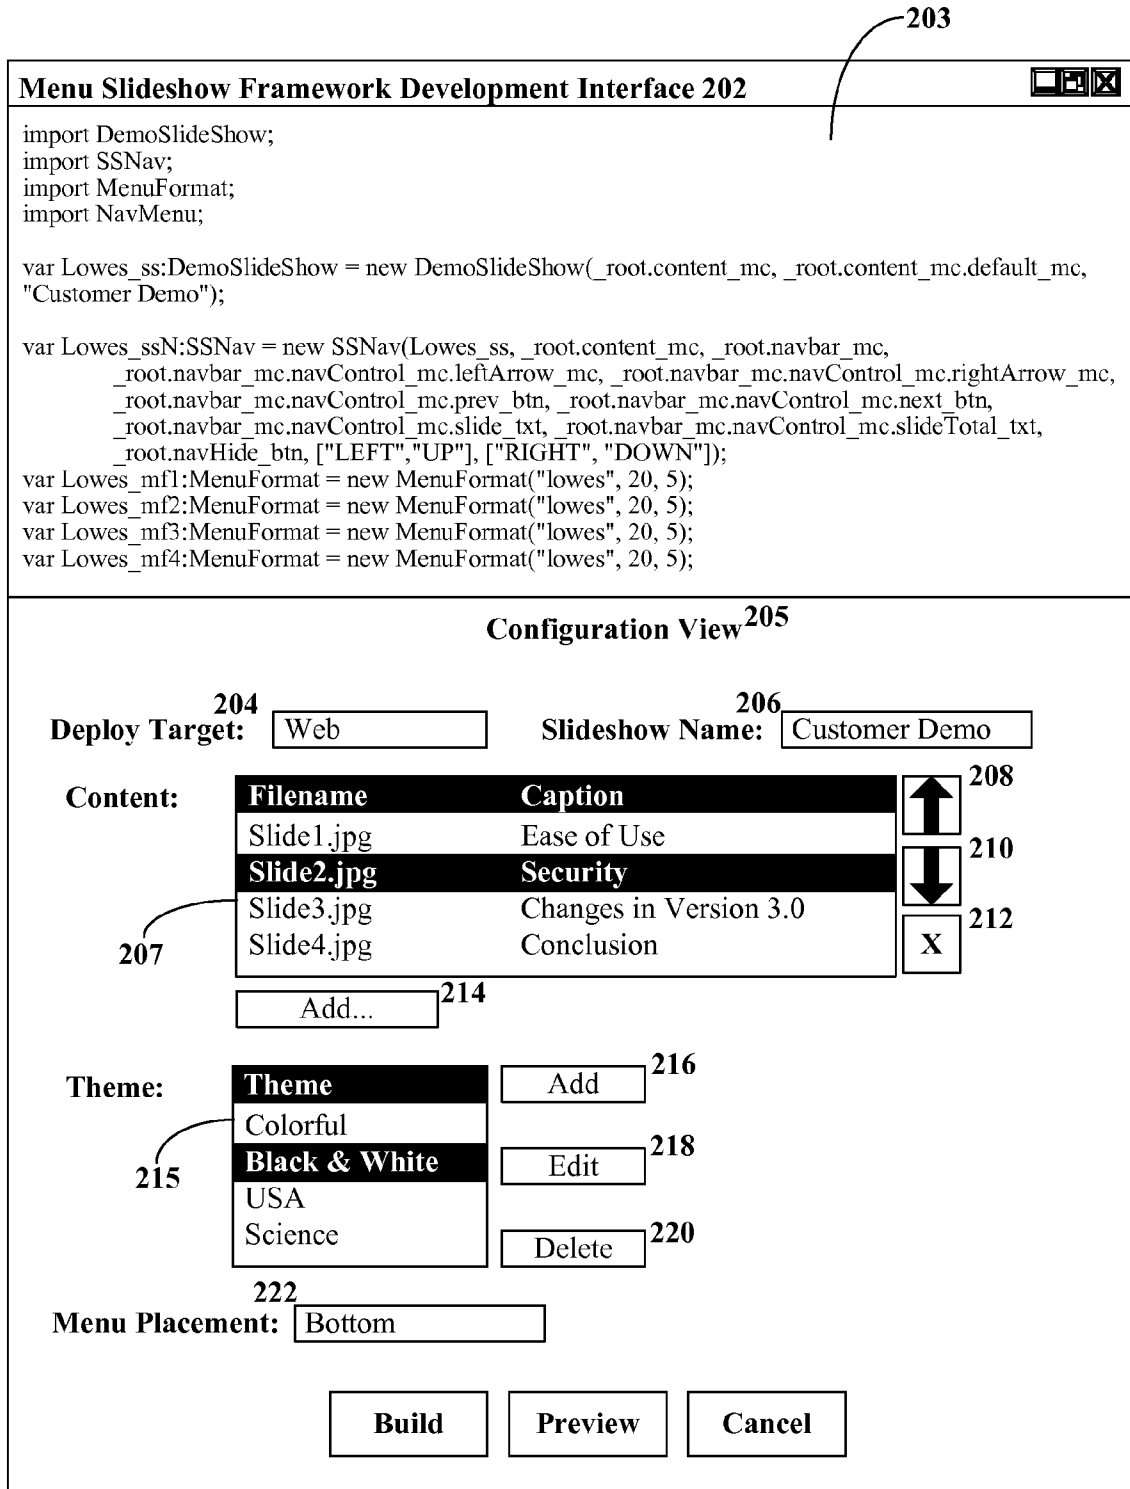 203
Menu Slideshow Framework Development Interface 202
import DemoSlideShow;
import SSNav;
import MenuFormat;
import NavMenu;
var Lowes_ss:DemoSlideShow = new DemoSlideShow(_root.content_mc, _root.content_mc.default_mc,
"Customer Demo");
var Lowes_ssN:SSNav = new SSNav(Lowes_ss, _root.content_mc, _root.navbar_mc,
_root.navbar_mc.navControl_mc.leftArrow_mc, _root.navbar_mc.navControl_mc.rightArrow_mc,
_root.navbar_mc.navControl_mc.prev_btn, _root.navbar_mc.navControl_mc.next_btn,
_root.navbar_mc.navControl_mc.slide_txt, _root.navbar_mc.navControl_mc.slideTotal_txt,
_root.navHide_btn, ["LEFT","UP"], ["RIGHT", "DOWN"]);
var Lowes_mf1:MenuFormat = new MenuFormat("lowes", 20, 5);
var Lowes_mf2:MenuFormat = new MenuFormat("lowes", 20, 5);
var Lowes_mf3:MenuFormat = new MenuFormat("lowes", 20, 5);
var Lowes_mf4:MenuFormat = new MenuFormat("lowes", 20, 5);
Configuration View 205
204 206
Deploy Target: Web Slideshow Name: Customer Demo
Content: Filename Caption 208
Slide1.jpg Ease of Use
210
Slide2.jpg Security
Slide3.jpg Changes in Version 3.0 212
207
Slide4.jpg Conclusion X
Add... 214
Theme: Theme Add 216
Colorful
215
Black & White Edit 218
USA
Science Delete 220
222
Menu Placement: Bottom
Build Preview Cancel